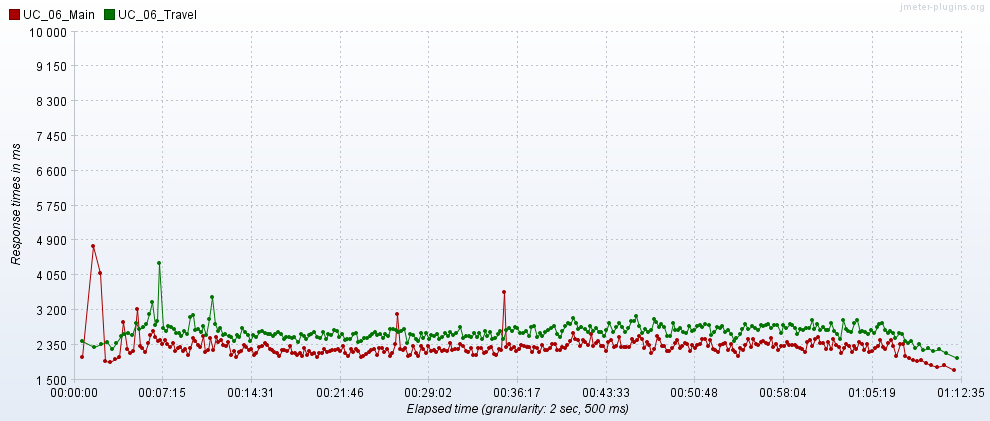 UC_06_Main UC_06_Travel
jmeter-plugins.org
10 000
9 150
8 300
7 450
6 600
5 750
4 900
4 050
3 200
2 350
1 500
Response times in ms
00:00:00 00:07:15 00:14:31 00:21:46 00:29:02 00:36:17 00:43:33 00:50:48 00:58:04 01:05:19 01:12:35
Elapsed time (granularity: 2 sec, 500 ms)